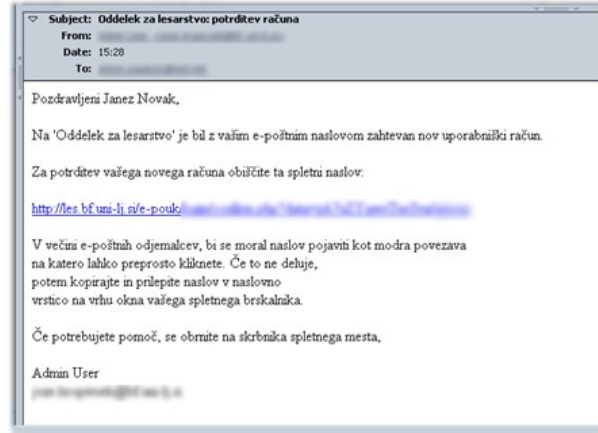 Subject: Oddelek za lesarstvo: potrditev računa
From:
Date: 15:28
To:
Pozdravljeni Janez Novak,
Na 'Oddelek za lesarstvo' je bil z vašim e-poštnim naslovom zahtevan nov uporabniški račun.
Za potrditev vašega novega računa obiščite ta spletni naslov:
http://les.bf.uni-lj.si/e-pouk/
V večini e-poštnih odjemalcev, bi se moral naslov pojaviti kot modra povezava
na katero lahko preprosto kliknete. Če to ne deluje,
potem kopirajte in prilepite naslov v naslovno
vrstico na vrhu okna vašega spletnega brskalnika.
Če potrebujete pomoč, se obrnite na skrbnika spletnega mesta,
Admin User